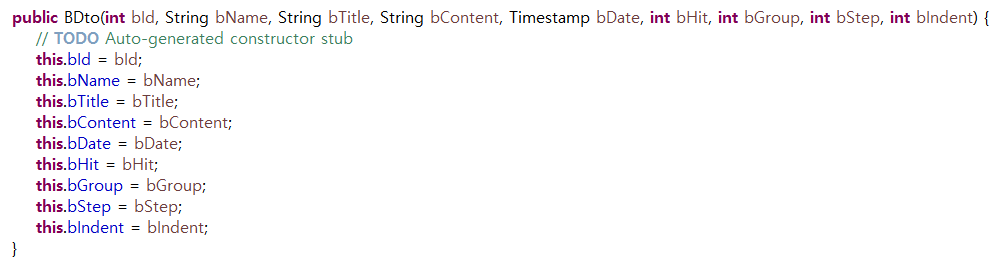 public BDto(int bId, String bName, String bTitle, String bContent, Timestamp bDate, int bHit, int bGroup, int bStep, int bIndent) {
// TODO Auto-generated constructor stub
this.bId = bId;
this.bName = bName;
this.bTitle = bTitle;
this.bContent = bContent;
this.bDate = bDate;
this.bHit = bHit;
this.bGroup = bGroup;
this.bStep = bStep;
this.bIndent = bIndent;
}